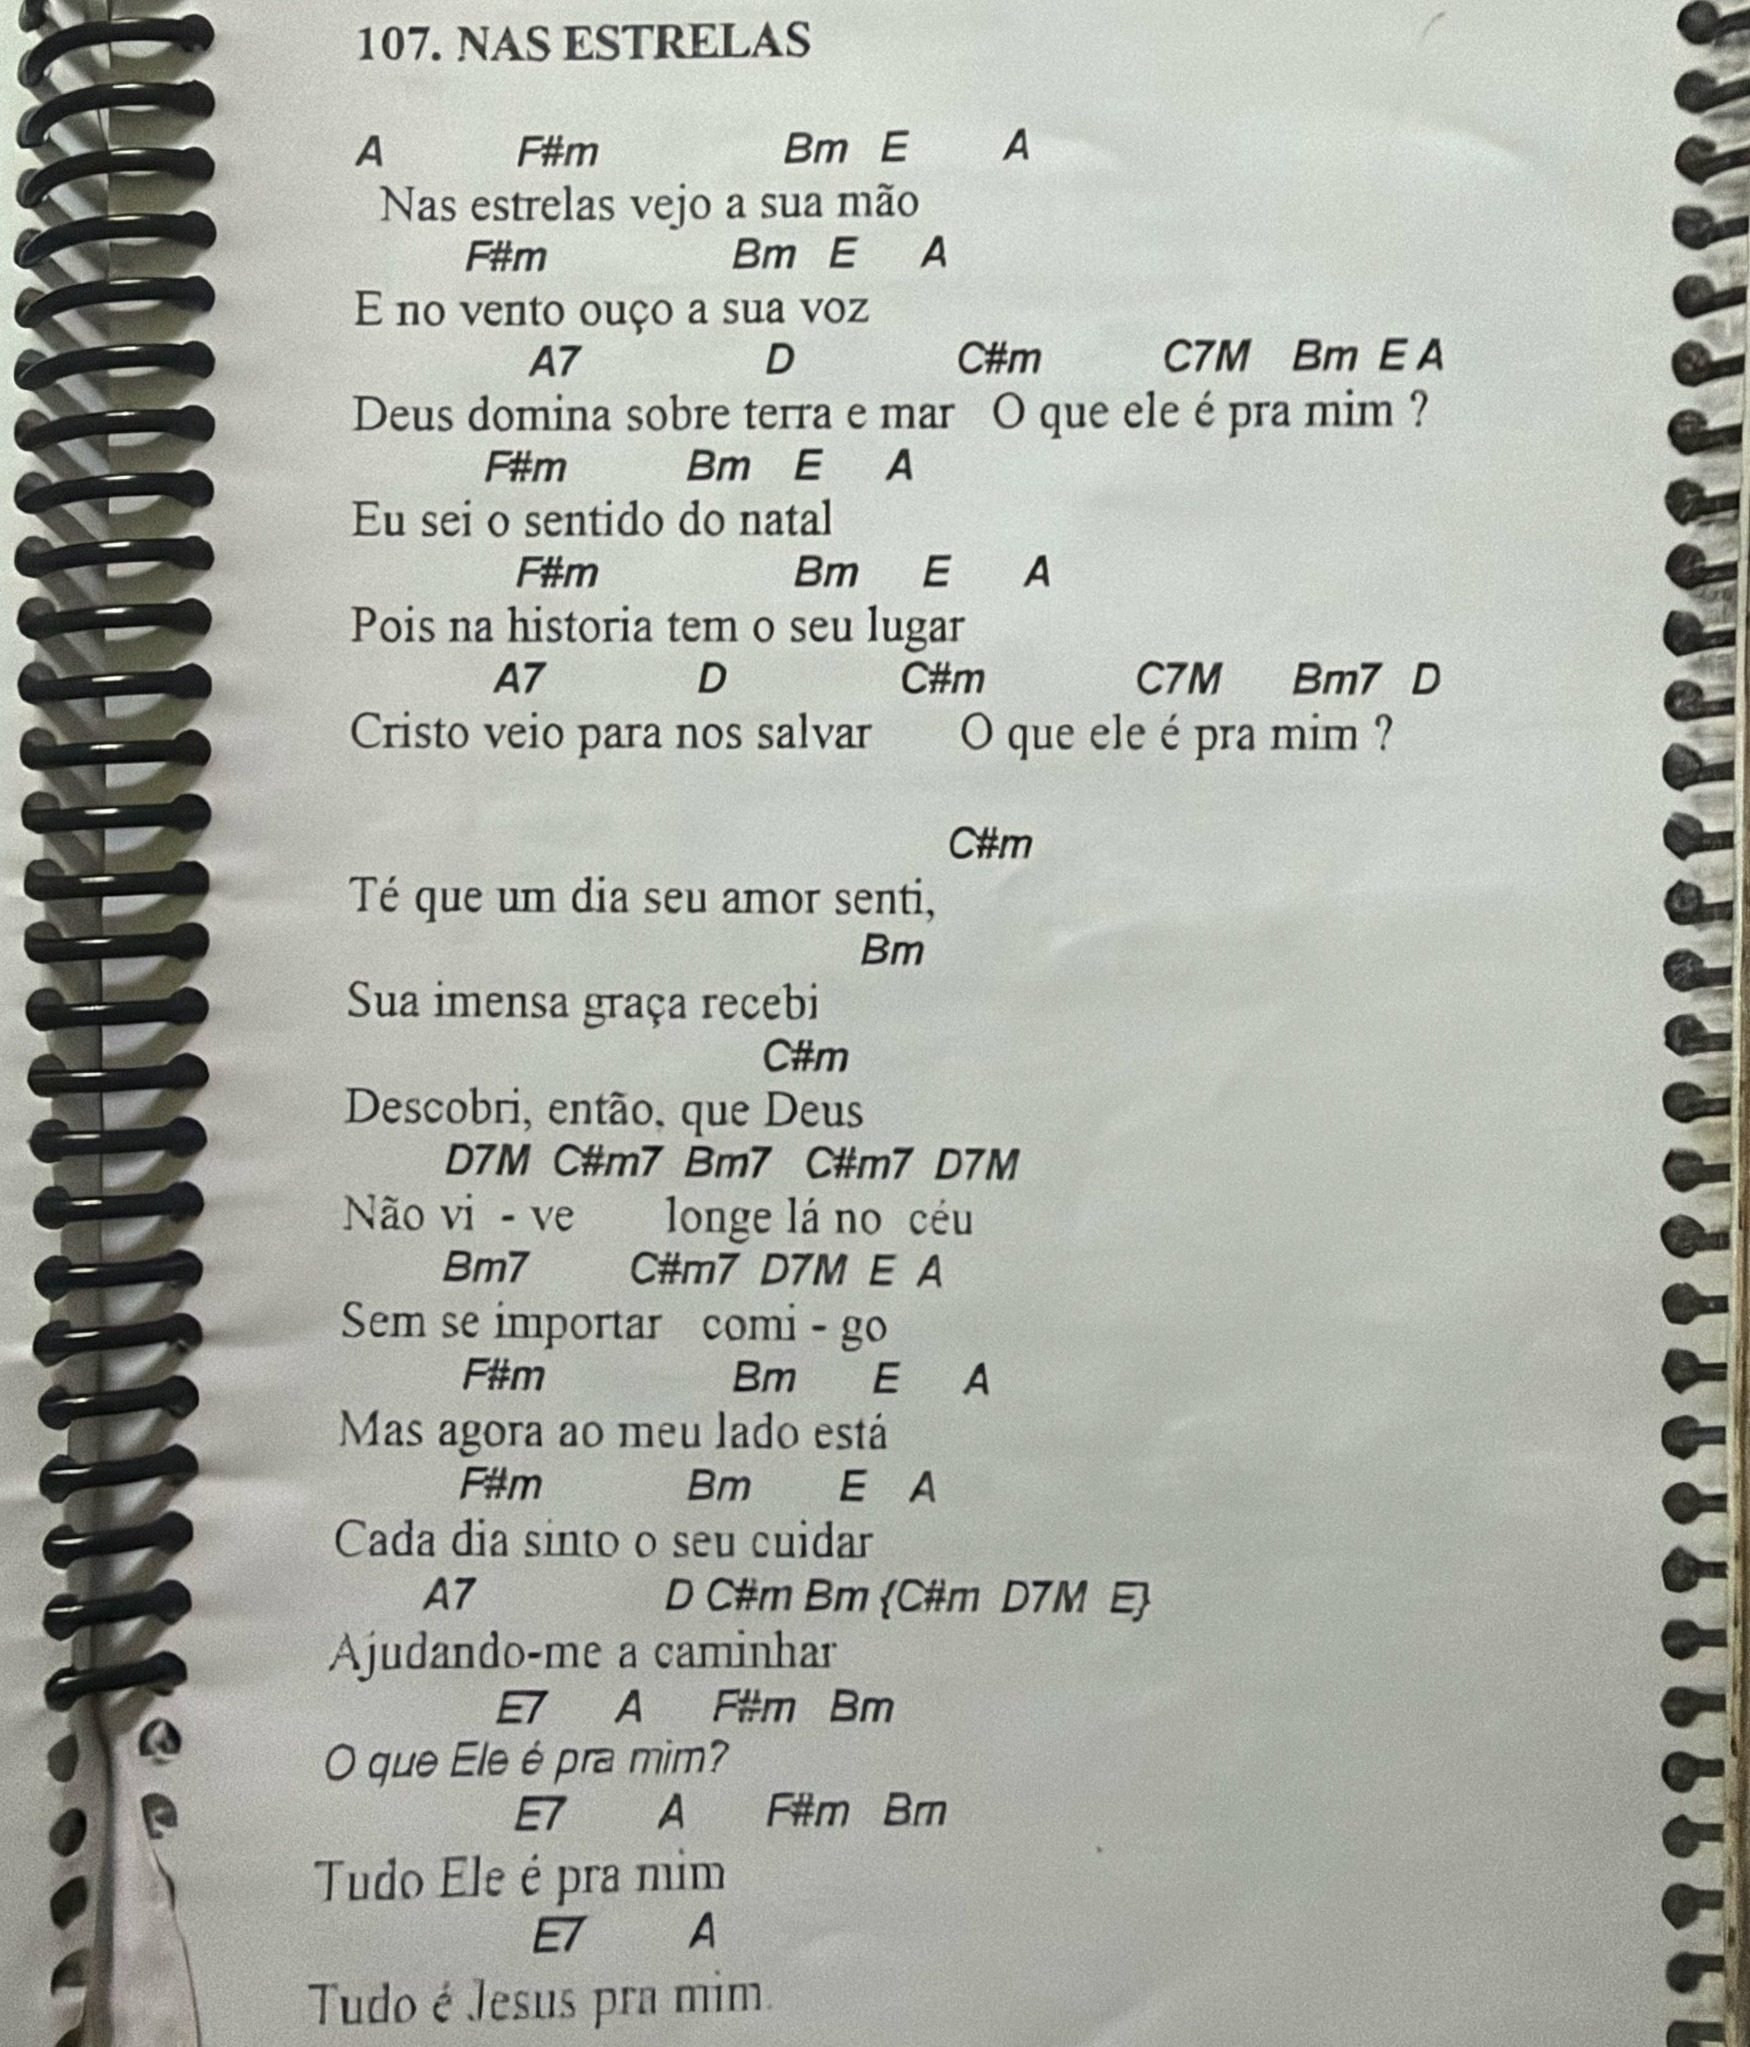 107. NAS ESTRELAS
A F#m Bm E A
Nas estrelas vejo a sua mão
F#m Bm E A
E no vento ouço a sua voz
A7 D C#m C7M Bm E A
Deus domina sobre terra e mar O que ele é pra mim ?
F#m Bm E A
Eu sei o sentido do natal
F#m Bm E A
Pois na historia tem o seu lugar
A7 D C#m C7M Bm7 D
Cristo veio para nos salvar O que ele é pra mim ?
C#m
Té que um dia seu amor senti,
Bm
Sua imensa graça recebi
C#m
Descobri, então, que Deus
D7M C#m7 Bm7 C#m7 D7M
Não vi - ve longe lá no céu
Bm7 C#m7 D7M E A
Sem se importar comi - go
F#m Bm E A
Mas agora ao meu lado está
F#m Bm E A
Cada dia sinto o seu cuidar
A7 D C#m Bm {C#m D7M E}
Ajudando-me a caminhar
E7 A F#m Bm
O que Ele é pra mim?
E7 A F#m Bm
Tudo Ele é pra mim
E7 A
Tudo é Jesus pra mim.